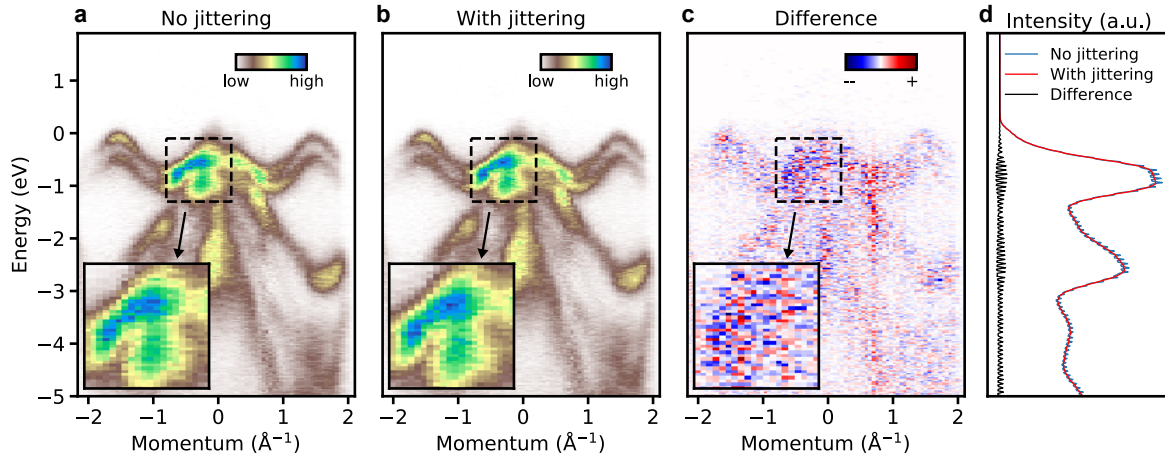 a No jittering
b With jittering
c Difference
d Intensity (a.u.)
low high
low high
-- +
No jittering
With jittering
Difference
Energy (eV)
1
0
−1
−2
−3
−4
−5
−2 −1 0 1 2
−2 −1 0 1 2
−2 −1 0 1 2
Momentum (Å⁻¹)
Momentum (Å⁻¹)
Momentum (Å⁻¹)